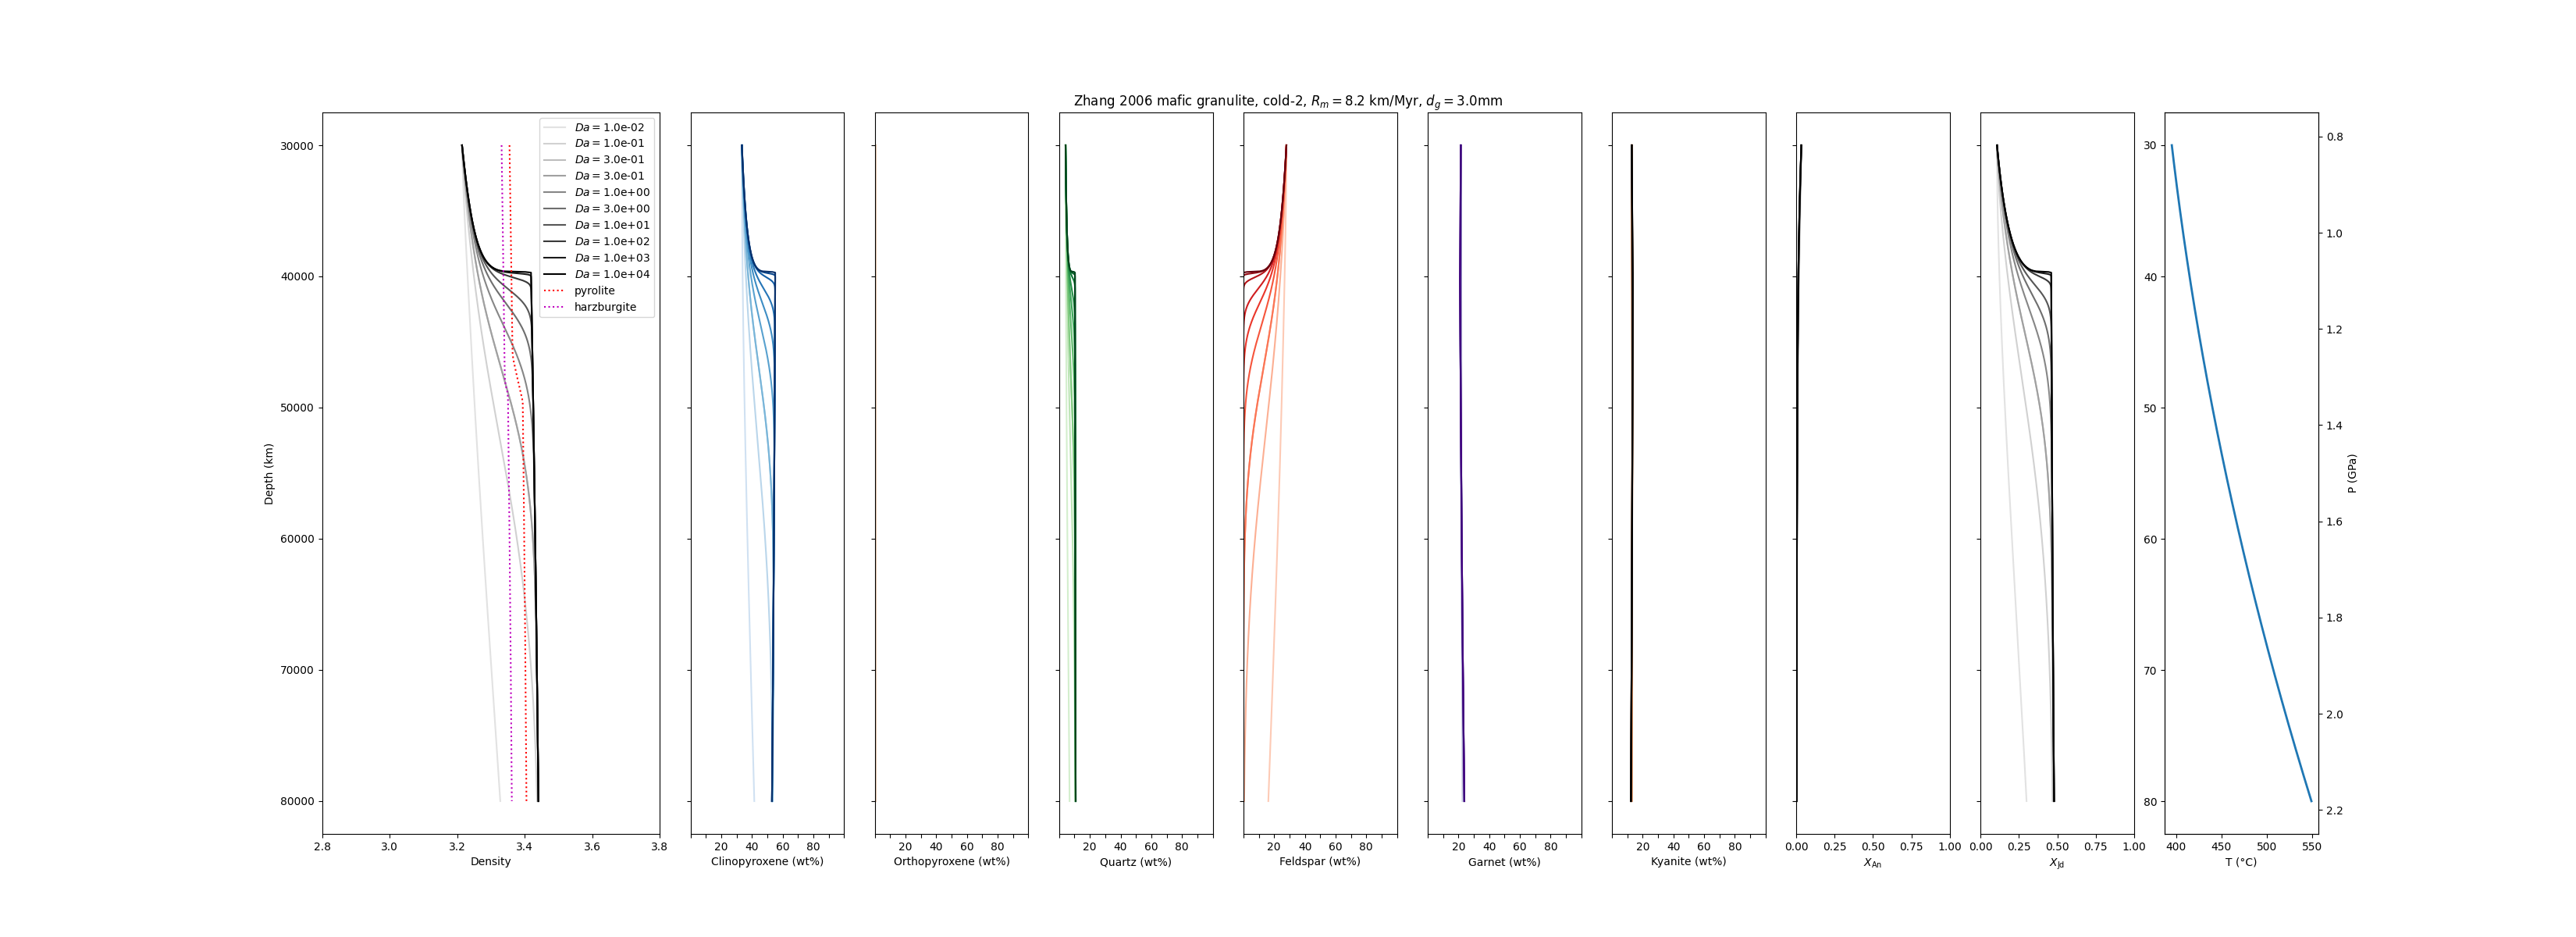 Zhang 2006 mafic granulite, cold-2, Rm = 8.2 km/Myr, dg = 3.0mm
Da = 1.0e-02
Da = 1.0e-01
Da = 3.0e-01
Da = 3.0e-01
Da = 1.0e+00
Da = 3.0e+00
Da = 1.0e+01
Da = 1.0e+02
Da = 1.0e+03
Da = 1.0e+04
pyrolite
harzburgite
Depth (km)
30000
40000
50000
60000
70000
80000
2.8 3.0 3.2 3.4 3.6 3.8
Density
20 40 60 80
Clinopyroxene (wt%)
20 40 60 80
Orthopyroxene (wt%)
20 40 60 80
Quartz (wt%)
20 40 60 80
Feldspar (wt%)
20 40 60 80
Garnet (wt%)
20 40 60 80
Kyanite (wt%)
0.00 0.25 0.50 0.75 1.00
XAn
0.00 0.25 0.50 0.75 1.00
XJd
30
40
50
60
70
80
400 450 500 550
T (°C)
0.8
1.0
1.2
1.4
1.6
1.8
2.0
2.2
P (GPa)